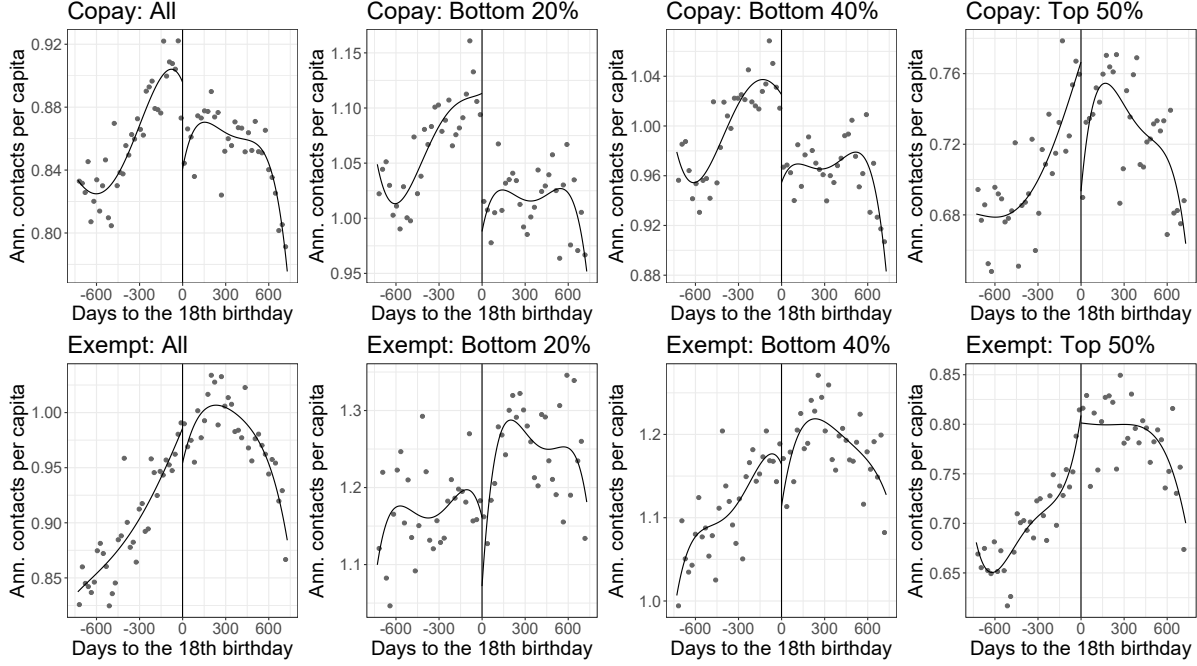 Copay: All
Copay: Bottom 20%
Copay: Bottom 40%
Copay: Top 50%
Ann. contacts per capita
0.92
0.88
0.84
0.80
-600 -300 0 300 600
Days to the 18th birthday
Ann. contacts per capita
1.15
1.10
1.05
1.00
0.95
-600 -300 0 300 600
Days to the 18th birthday
Ann. contacts per capita
1.04
1.00
0.96
0.92
0.88
-600 -300 0 300 600
Days to the 18th birthday
Ann. contacts per capita
0.76
0.72
0.68
-600 -300 0 300 600
Days to the 18th birthday
Exempt: All
Exempt: Bottom 20%
Exempt: Bottom 40%
Exempt: Top 50%
Ann. contacts per capita
1.00
0.95
0.90
0.85
-600 -300 0 300 600
Days to the 18th birthday
Ann. contacts per capita
1.3
1.2
1.1
-600 -300 0 300 600
Days to the 18th birthday
Ann. contacts per capita
1.2
1.1
1.0
-600 -300 0 300 600
Days to the 18th birthday
Ann. contacts per capita
0.85
0.80
0.75
0.70
0.65
-600 -300 0 300 600
Days to the 18th birthday